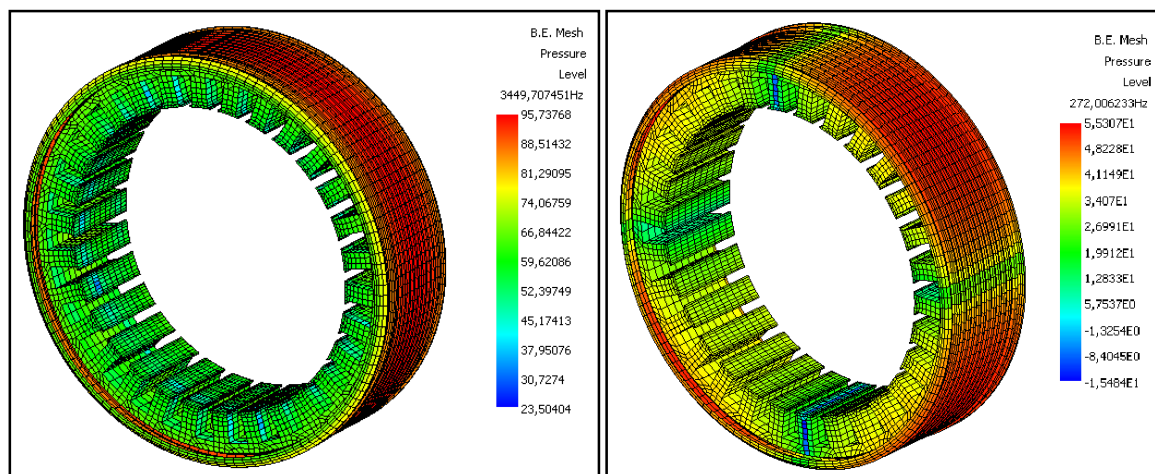 B.E. Mesh
Pressure
Level
3449,707451Hz
95,73768
88,51432
81,29095
74,06759
66,84422
59,62086
52,39749
45,17413
37,95076
30,7274
23,50404
B.E. Mesh
Pressure
Level
272,006233Hz
5,5307E1
4,8228E1
4,1149E1
3,407E1
2,6991E1
1,9912E1
1,2833E1
5,7537E0
-1,3254E0
-8,4045E0
-1,5484E1